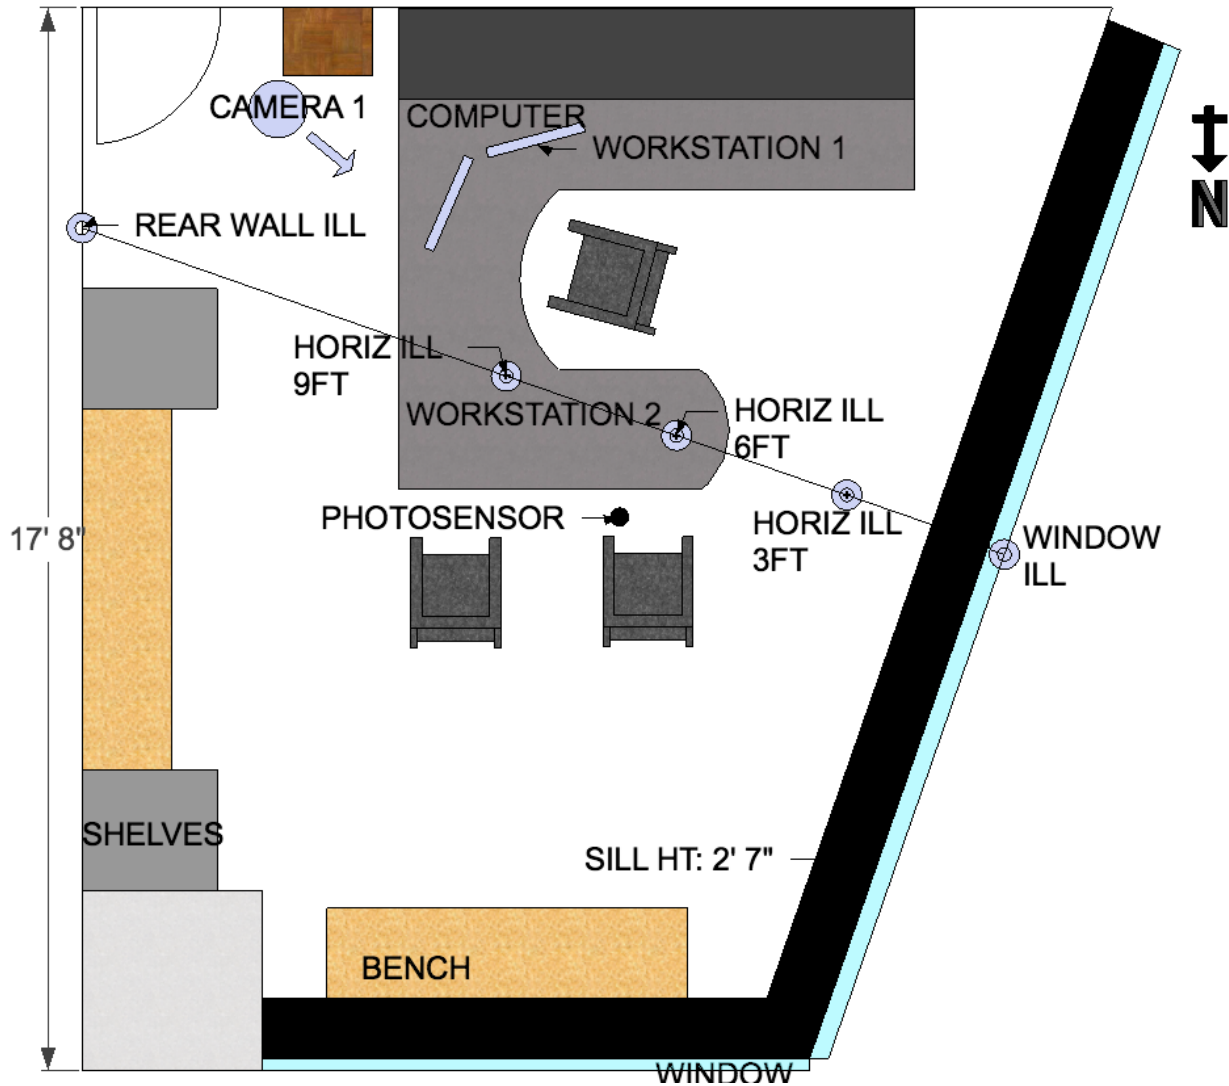 CAMERA 1
COMPUTER
WORKSTATION 1
N
REAR WALL ILL
HORIZ ILL
9FT
WORKSTATION 2
HORIZ ILL
6FT
PHOTOSENSOR
HORIZ ILL
3FT
WINDOW
ILL
17' 8"
SHELVES
SILL HT: 2' 7"
BENCH
WINDOW